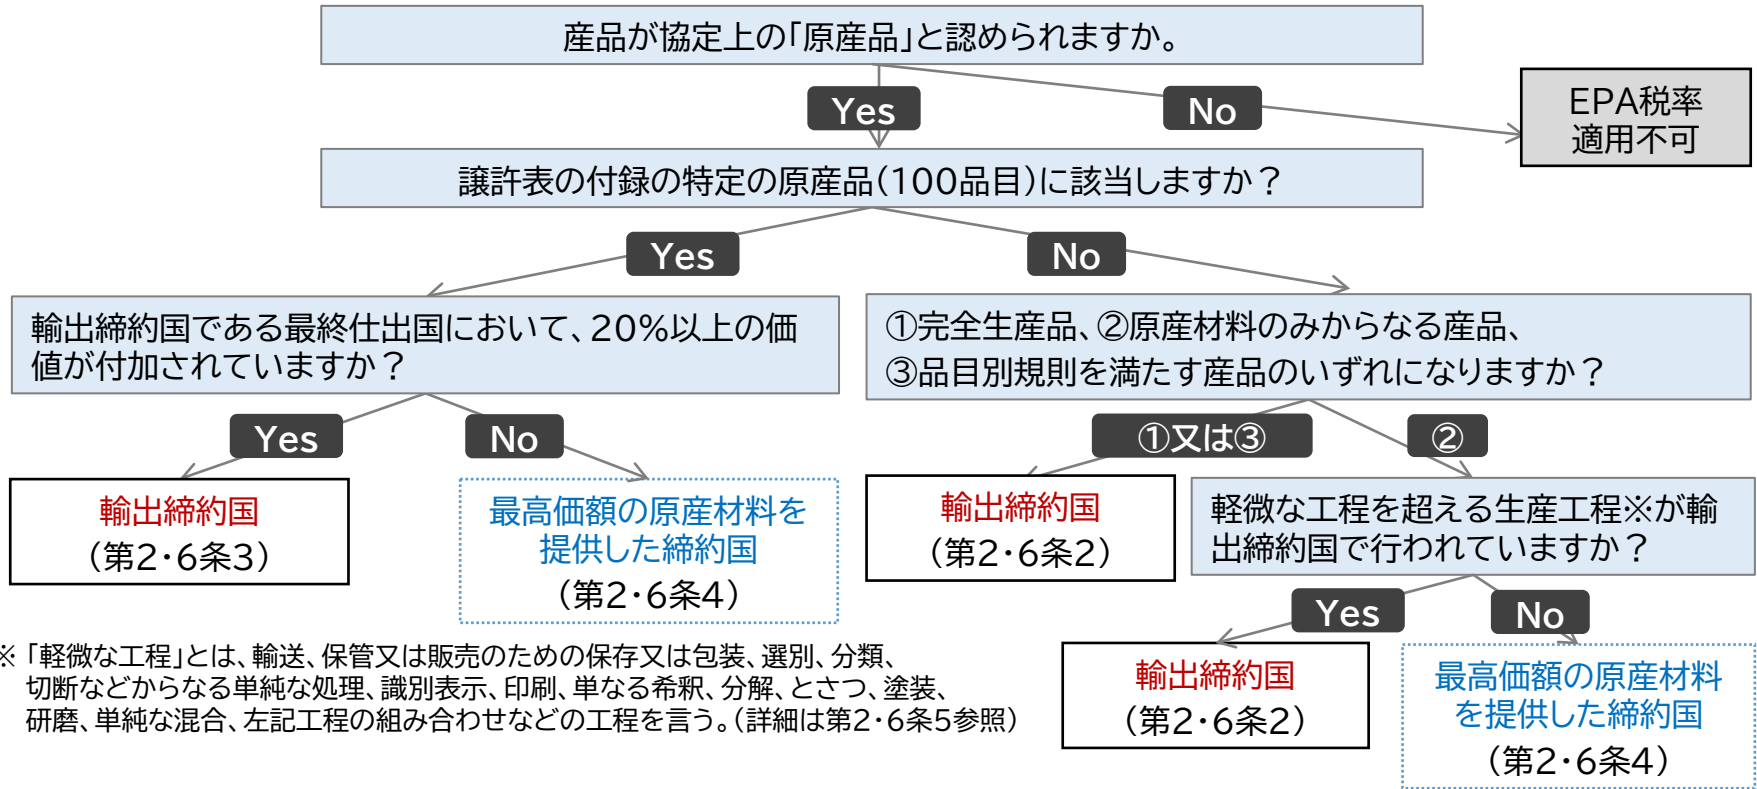 産品が協定上の「原産品」と認められますか。
Yes
No
EPA税率
適用不可
譲許表の付録の特定の原産品（100品目）に該当しますか？
Yes
No
輸出締約国である最終仕出国において、20%以上の価
値が付加されていますか？
①完全生産品、②原産材料のみからなる産品、
③品目別規則を満たす産品のいずれになりますか？
Yes
No
①又は③
②
輸出締約国
（第2・6条3）
最高価額の原産材料を
提供した締約国
（第2・6条4）
輸出締約国
（第2・6条2）
軽微な工程を超える生産工程※が輸
出締約国で行われていますか？
Yes
No
輸出締約国
（第2・6条2）
最高価額の原産材料
を提供した締約国
（第2・6条4）
※「軽微な工程」とは、輸送、保管又は販売のための保存又は包装、選別、分類、
切断などからなる単純な処理、識別表示、印刷、単なる希釈、分解、とさつ、塗装、
研磨、単純な混合、左記工程の組み合わせなどの工程を言う。（詳細は第2・6条5参照）